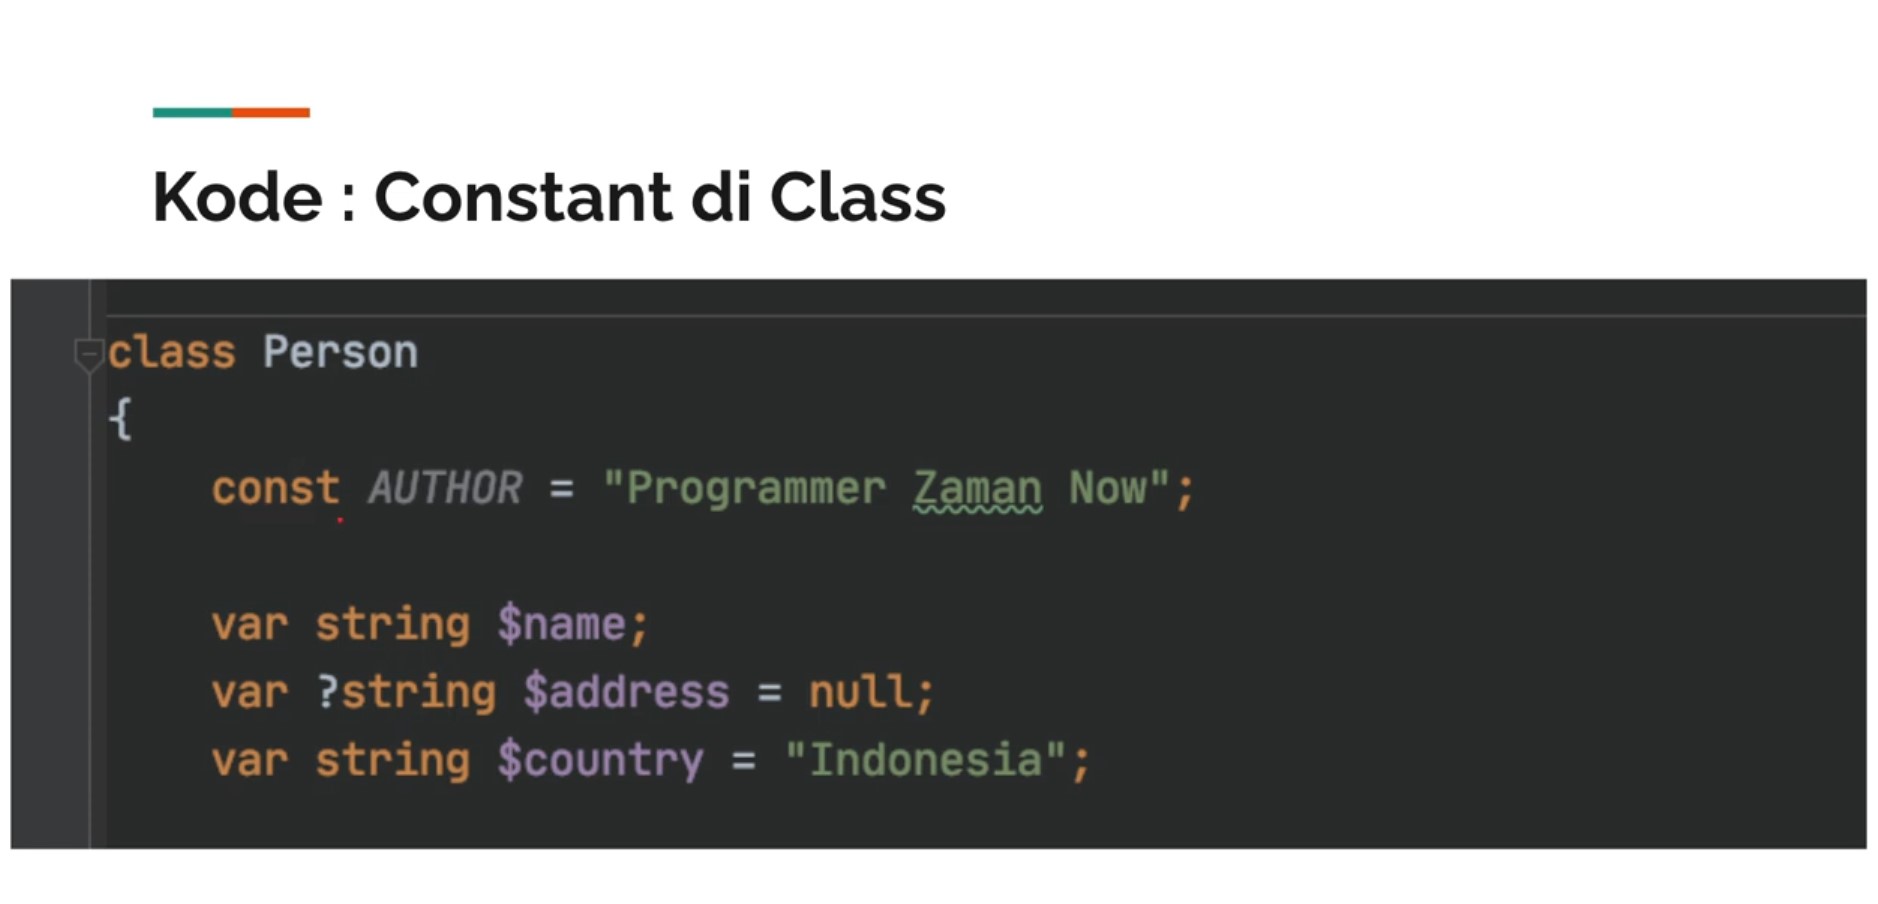 Kode : Constant di Class
class Person
{
const AUTHOR = "Programmer Zaman Now";
var string $name;
var ?string $address = null;
var string $country = "Indonesia";